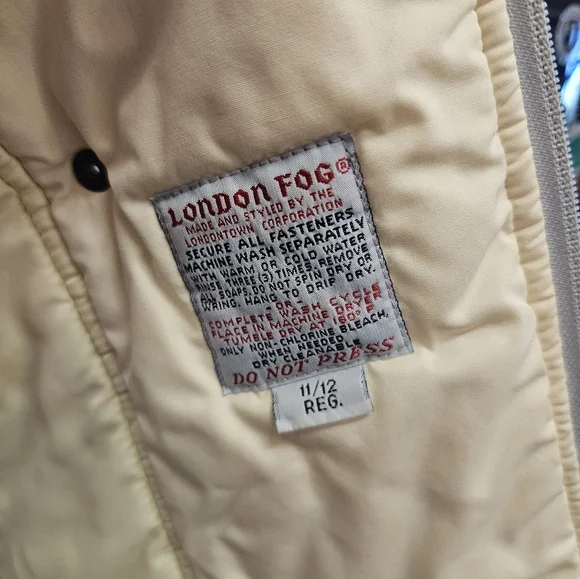 LONDON FOG®
MADE AND STYLED BY THE
LONDONTOWN CORPORATION
SECURE ALL FASTENERS
MACHINE WASH SEPARATELY
WITH WARM OR COLD WATER
RINSE THREE (3) TIMES. REMOVE
ALL SOAPS. DO NOT SPIN DRY OR
WRING. HANG TO DRIP DRY.
OR
COMPLETE WASH CYCLE
PLACE IN MACHINE DRYER
TUMBLE DRY AT 160° F
ONLY NON-CHLORINE BLEACH,
WHEN NEEDED
DRY CLEANABLE
DO NOT PRESS
11/12
REG.